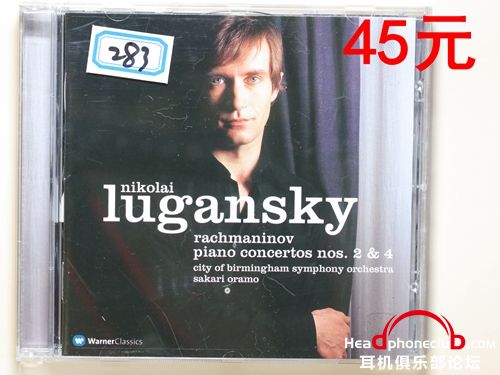 283
45元
nikolai
lugansky
rachmaninov
piano concertos nos. 2 & 4
city of birmingham symphony orchestra
sakari oramo
WarnerClassics
Headphoneclub.com
耳机俱乐部论坛